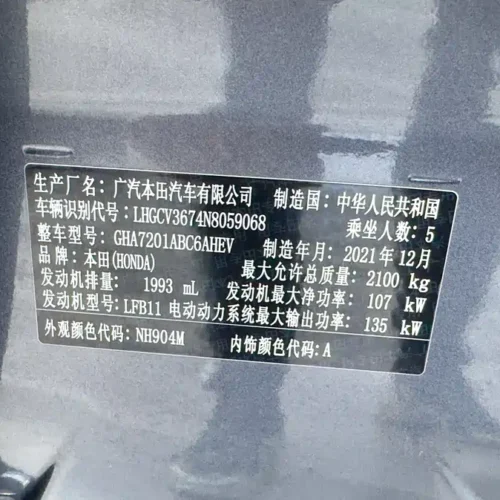 生产厂名：广汽本田汽车有限公司 制造国：中华人民共和国
车辆识别代号：LHGCV3674N8059068 乘坐人数：5
整车型号：GHA7201ABC6AHEV 制造年月：2021年12月
品牌：本田(HONDA) 最大允许总质量：2100 kg
发动机排量：1993 mL 发动机最大净功率：107 kW
发动机型号：LFB11 电动动力系统最大输出功率：135 kW
外观颜色代码：NH904M 内饰颜色代码：A